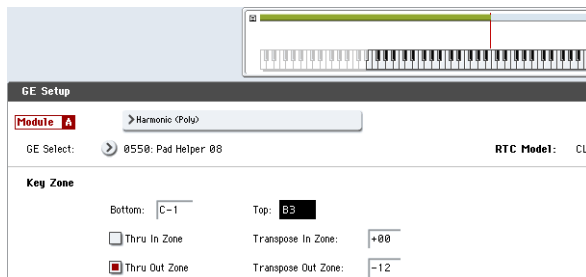 GE Setup
Module A
Harmonic (Poly)
GE Select: 0550: Pad Helper 08 RTC Model: CL
Key Zone
Bottom: C-1 Top: B3
Thru In Zone Transpose In Zone: +00
Thru Out Zone Transpose Out Zone: -12